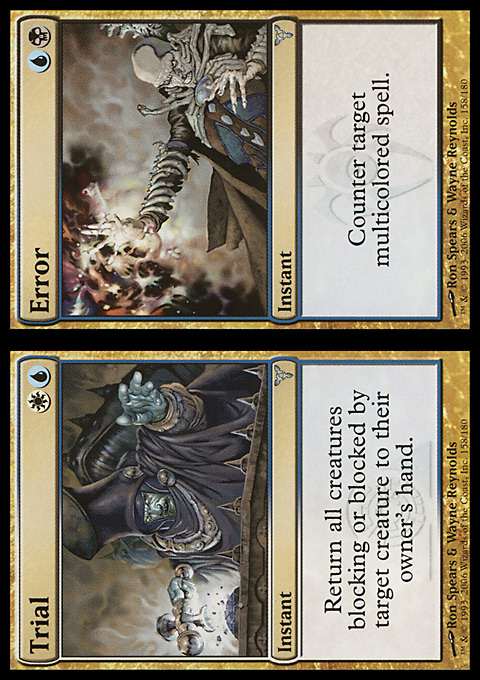 Trial
Instant
Return all creatures
blocking or blocked by
target creature to their
owner's hand.
Ron Spears & Wayne Reynolds
™ & © 1993–2006 Wizards of the Coast, Inc. 158/180
Error
Instant
Counter target
multicolored spell.
Ron Spears & Wayne Reynolds
™ & © 1993–2006 Wizards of the Coast, Inc. 158/180